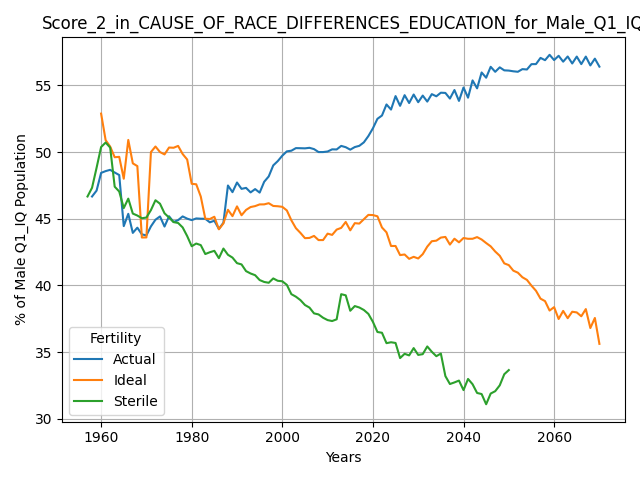 Score_2_in_CAUSE_OF_RACE_DIFFERENCES_EDUCATION_for_Male_Q1_IQ
% of Male Q1_IQ Population
55
50
45
40
35
30
Fertility
Actual
Ideal
Sterile
1960 1980 2000 2020 2040 2060
Years